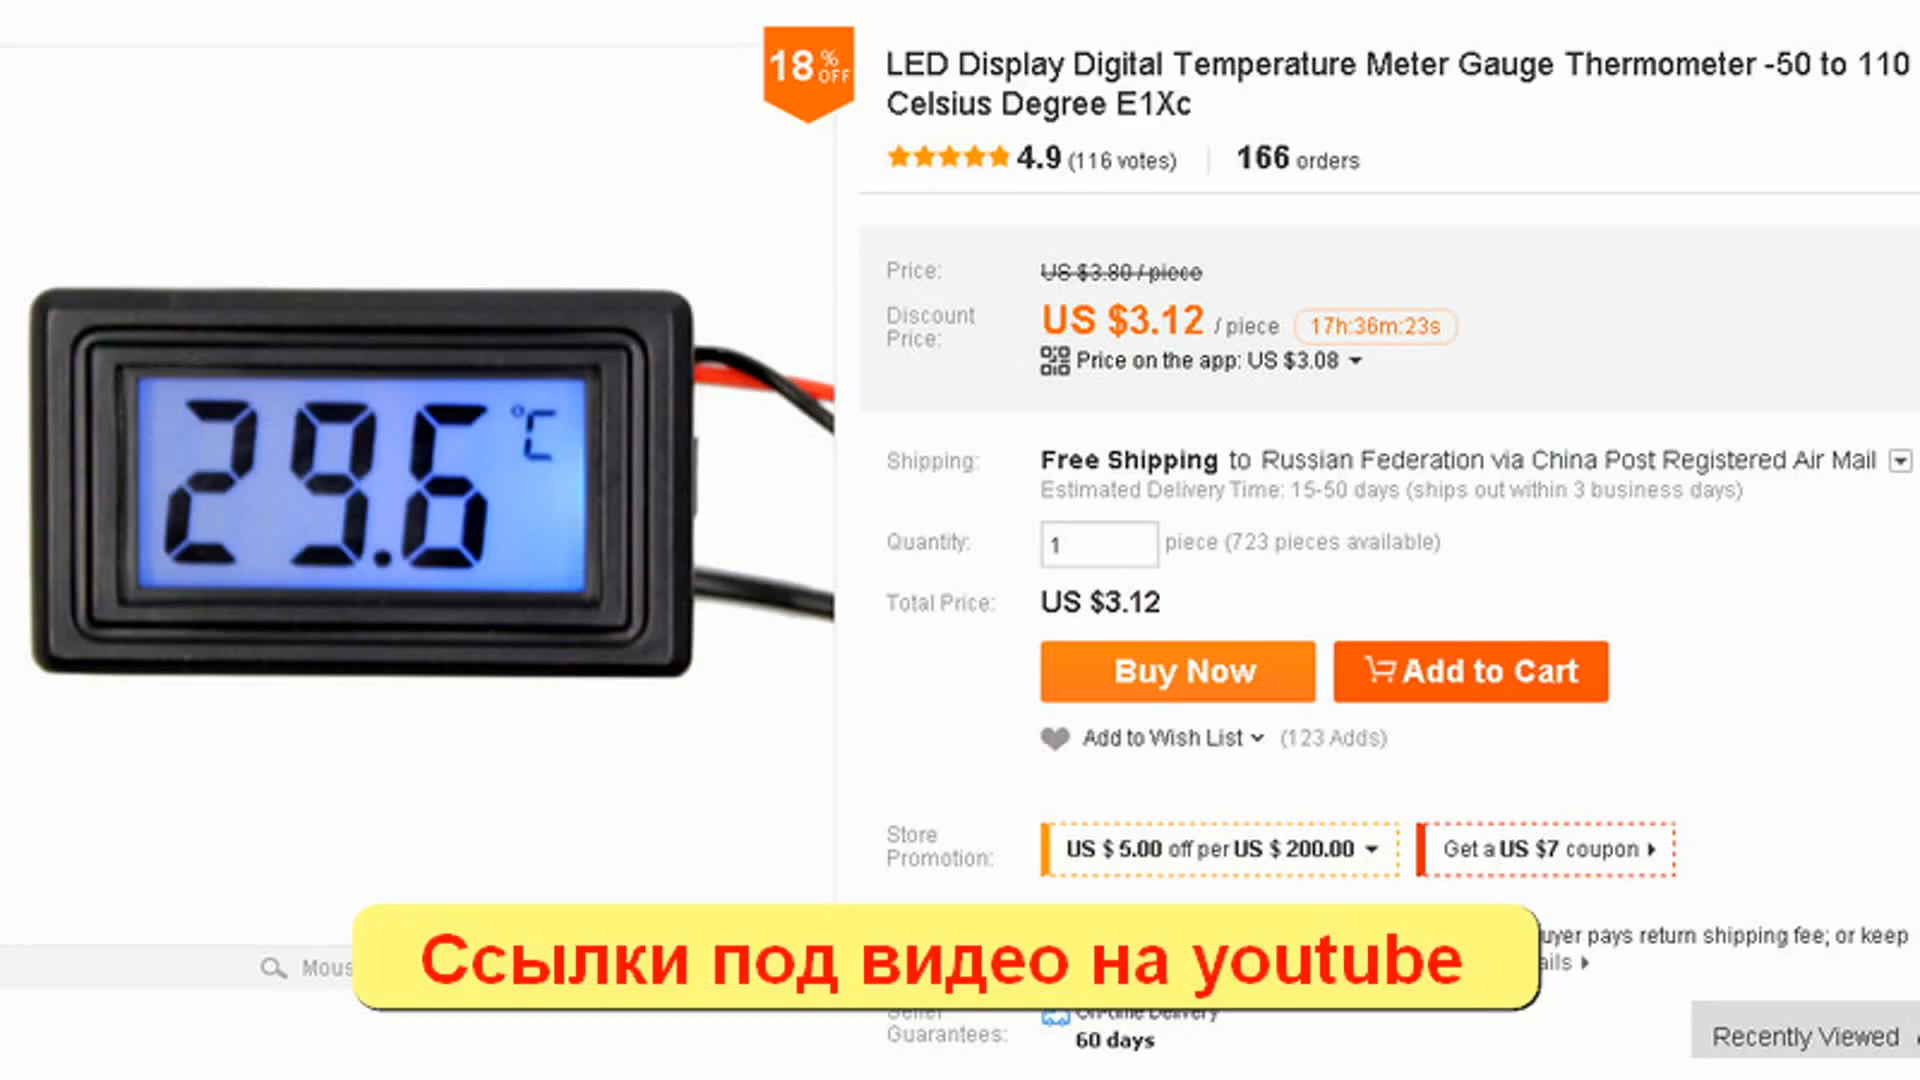 18 % OFF
LED Display Digital Temperature Meter Gauge Thermometer -50 to 110
Celsius Degree E1Xc
4.9 (116 votes) 166 orders
Price: US $3.80 / piece
Discount Price: US $3.12 / piece 17h:36m:23s
Price on the app: US $3.08
29.6 °C
Shipping: Free Shipping to Russian Federation via China Post Registered Air Mail
Estimated Delivery Time: 15-50 days (ships out within 3 business days)
Quantity: 1 piece (723 pieces available)
Total Price: US $3.12
Buy Now Add to Cart
Add to Wish List (123 Adds)
Store Promotion: US $ 5.00 off per US $ 200.00 Get a US $7 coupon
uyer pays return shipping fee; or keep
ails
Mous
Ссылки под видео на youtube
Seller Guarantees: On-time Delivery
60 days
Recently Viewed